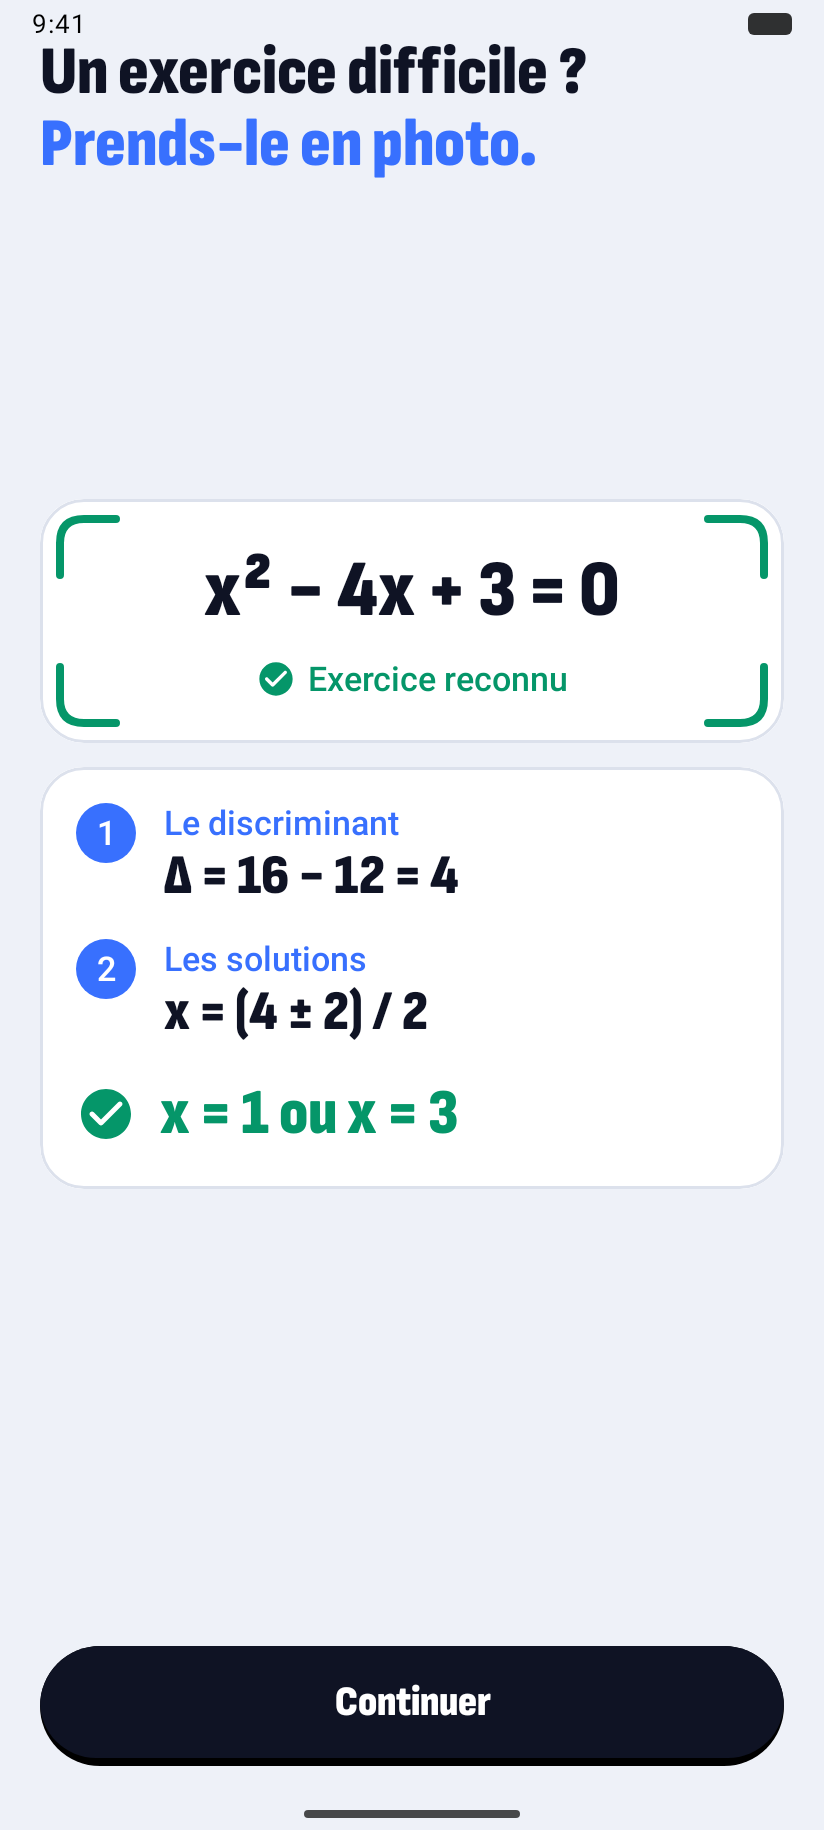 9:41
Un exercice difficile ?
Prends-le en photo.
x² − 4x + 3 = 0
Exercice reconnu
1
Le discriminant
Δ = 16 − 12 = 4
2
Les solutions
x = (4 ± 2) / 2
x = 1 ou x = 3
Continuer